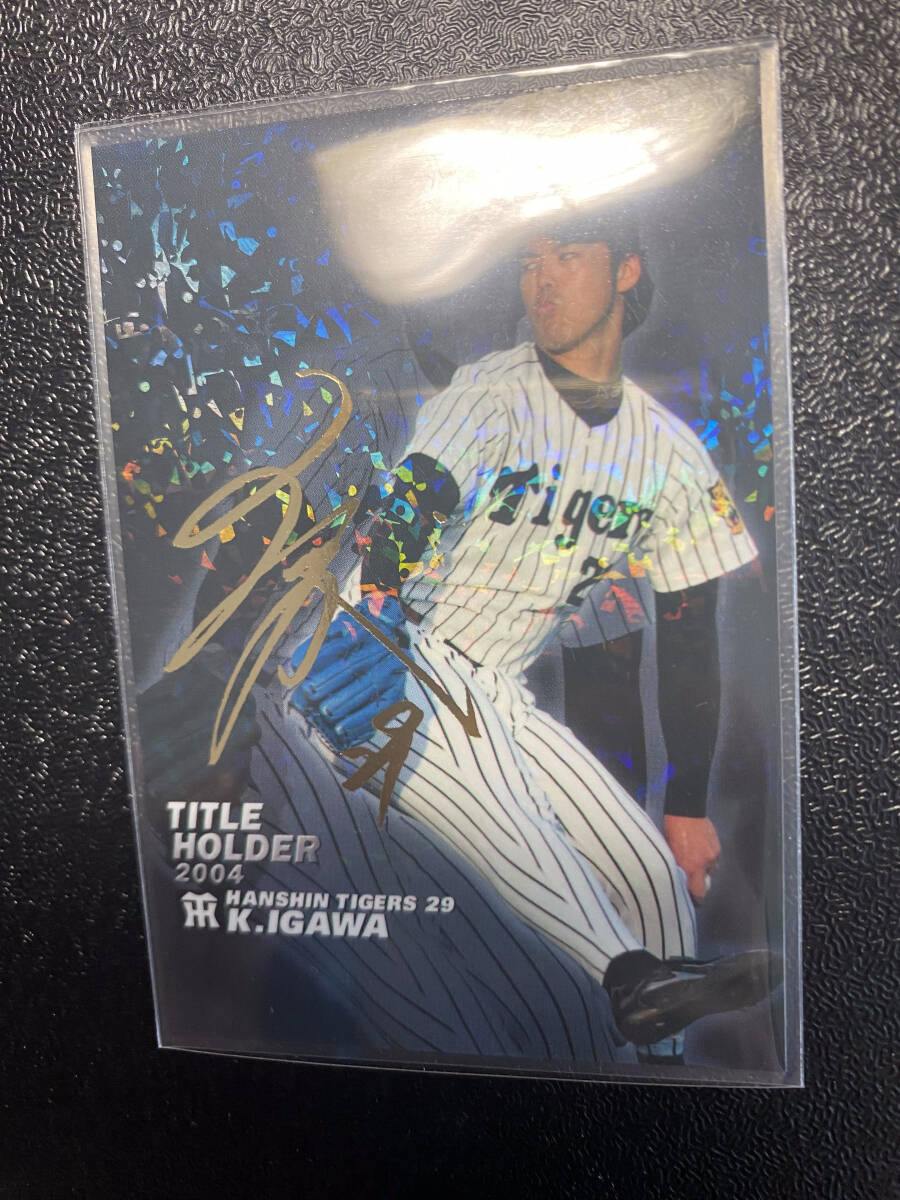 Tigers
2
TITLE
HOLDER
2004
HANSHIN TIGERS 29
K.IGAWA